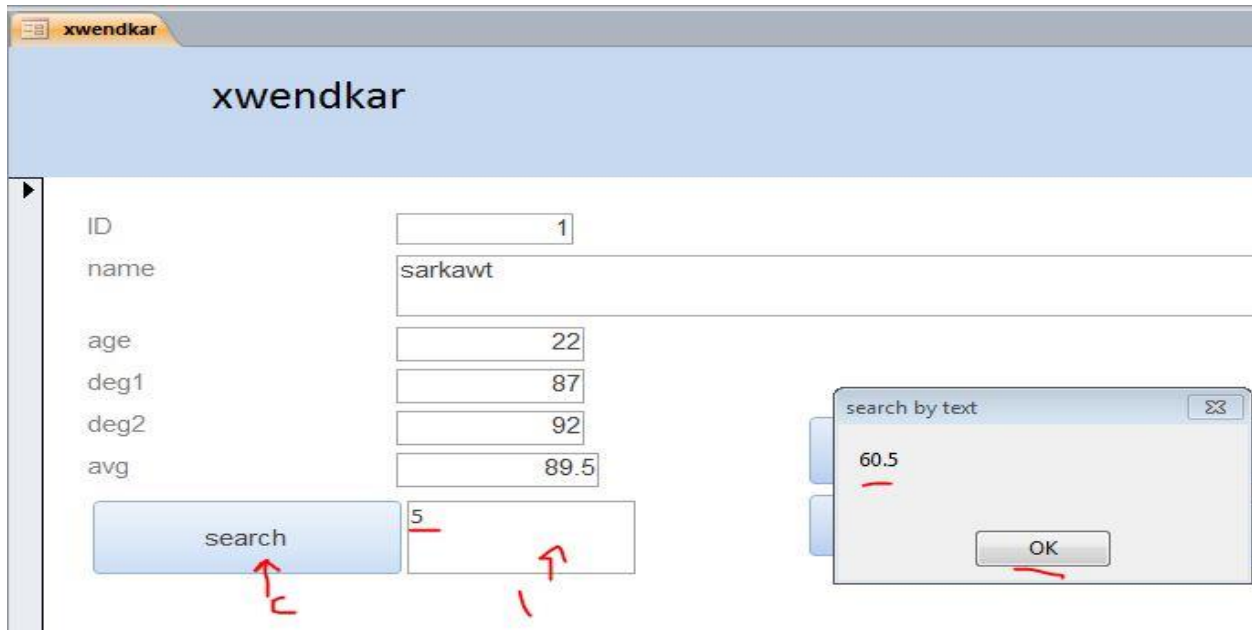 xwendkar
xwendkar
ID 1
name sarkawt
age 22
deg1 87
deg2 92
avg 89.5
search 5
search by text
60.5
OK